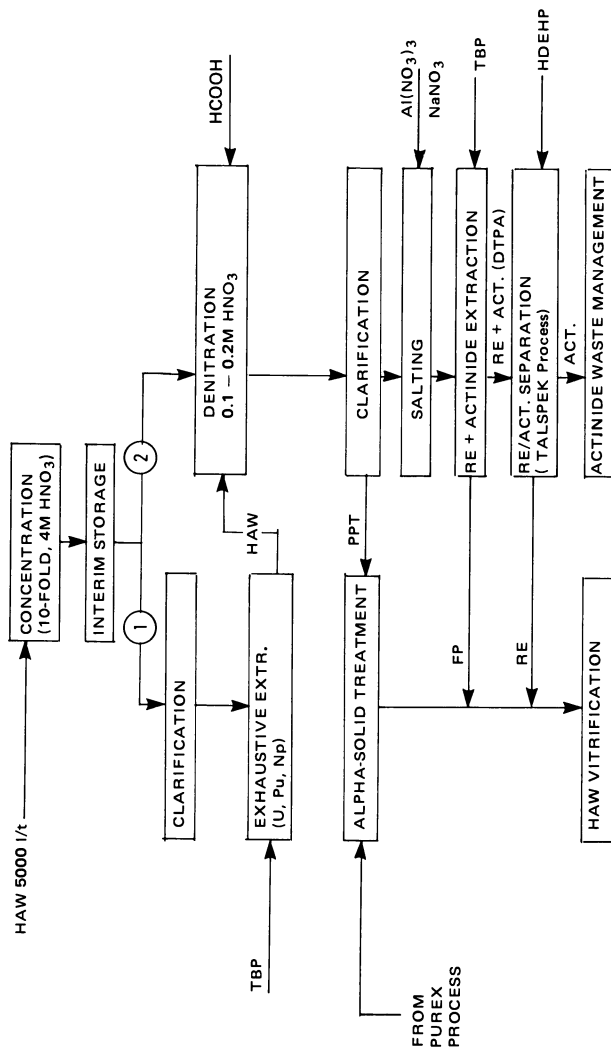 HAW 5000 l/t
CONCENTRATION
(10-FOLD, 4M HNO3)
INTERIM STORAGE
1
2
CLARIFICATION
EXHAUSTIVE EXTR.
(U, Pu, Np)
TBP
HAW
DENITRATION
0.1 – 0.2M HNO3
HCOOH
FROM
PUREX
PROCESS
ALPHA-SOLID TREATMENT
PPT
CLARIFICATION
SALTING
Al(NO3)3
NaNO3
RE + ACTINIDE EXTRACTION
TBP
FP
RE + ACT. (DTPA)
RE/ACT. SEPARATION
( TALSPEK Process)
HDEHP
RE
ACT.
HAW VITRIFICATION
ACTINIDE WASTE MANAGEMENT